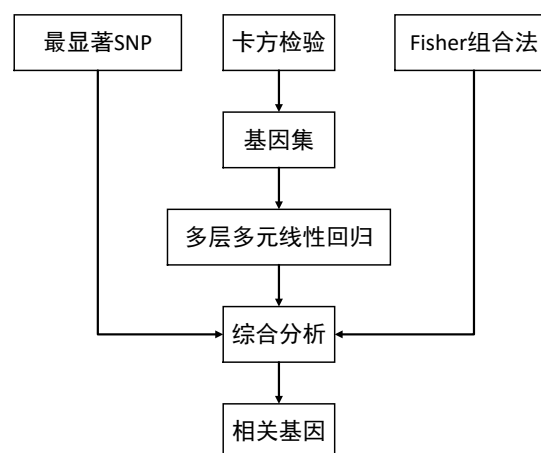 最显著SNP
卡方检验
Fisher组合法
基因集
多层多元线性回归
综合分析
相关基因